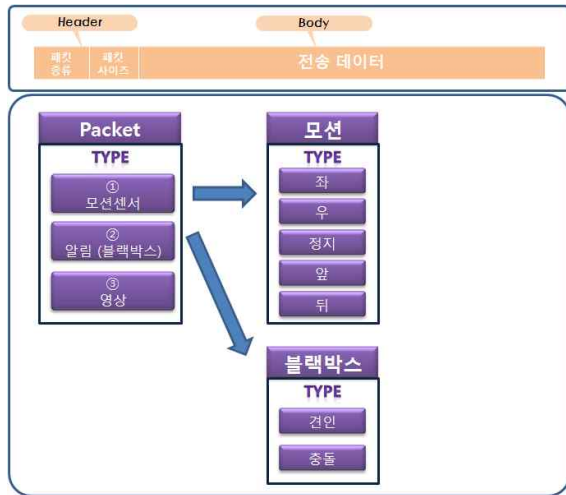 Header
Body
패킷
종류
패킷
사이즈
전송 데이터
Packet
TYPE
①
모션센서
②
알림 (블랙박스)
③
영상
모션
TYPE
좌
우
정지
앞
뒤
블랙박스
TYPE
견인
충돌